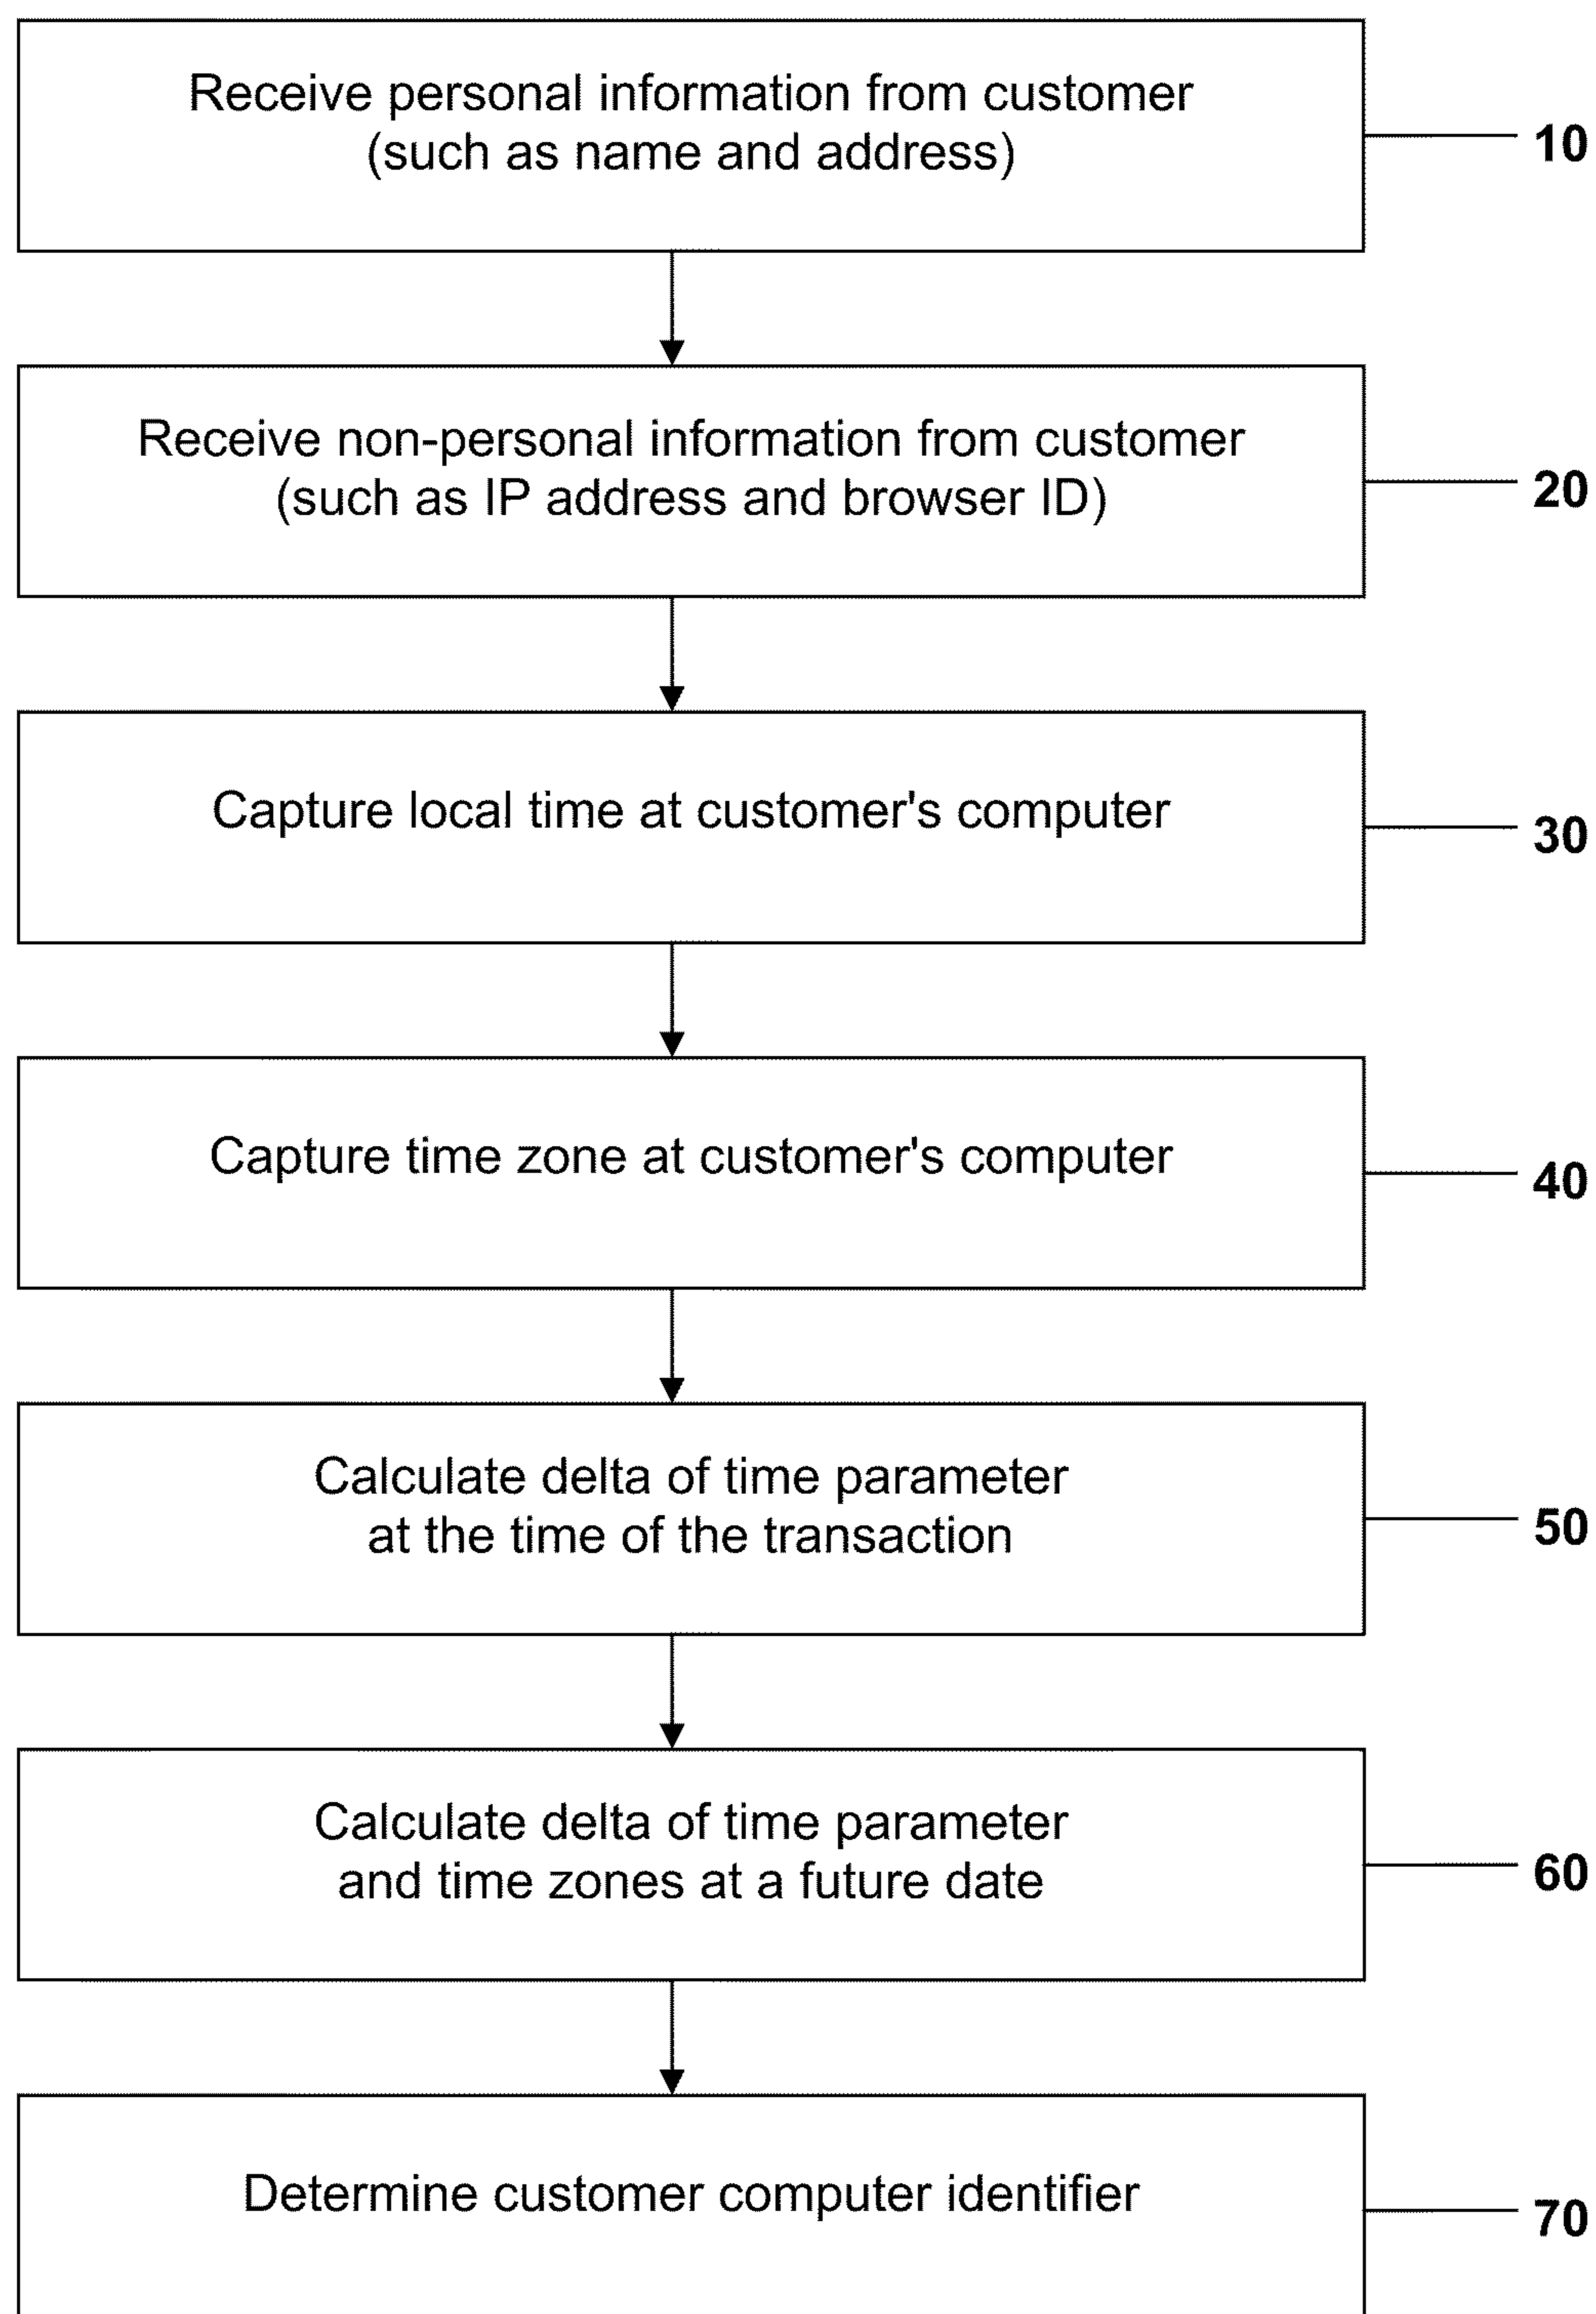 Receive personal information from customer
(such as name and address)
10
Receive non-personal information from customer
(such as IP address and browser ID)
20
Capture local time at customer's computer
30
Capture time zone at customer's computer
40
Calculate delta of time parameter
at the time of the transaction
50
Calculate delta of time parameter
and time zones at a future date
60
Determine customer computer identifier
70